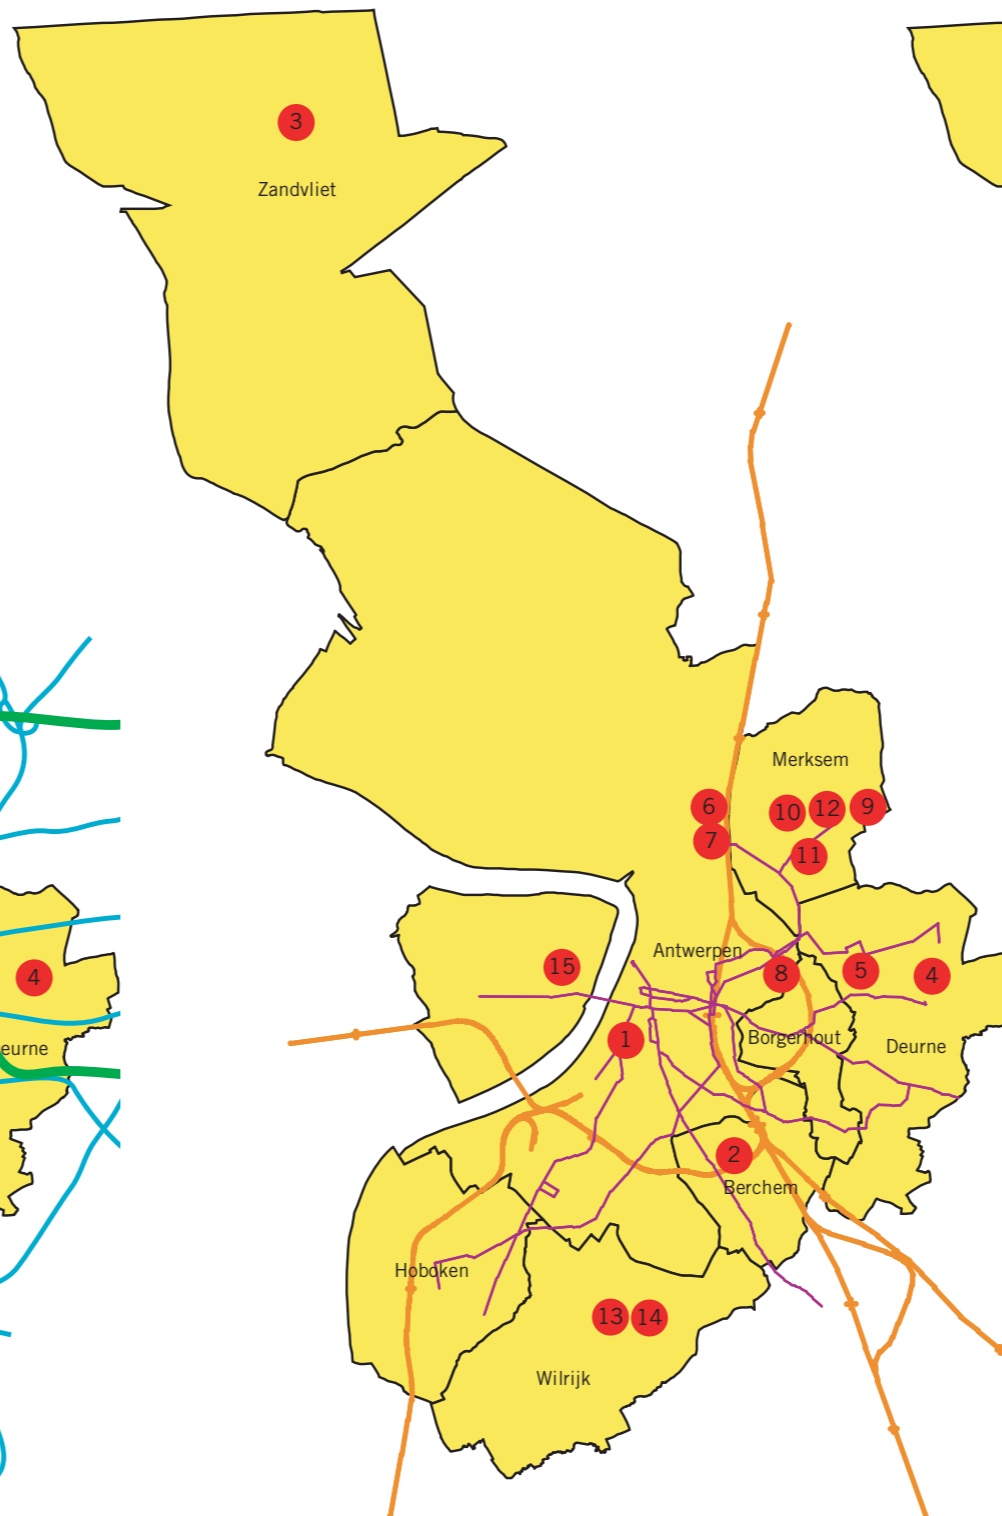 3
Zandvliet
Merksem
6
10
12
9
7
11
Antwerpen
15
8
5
4
4
1
Borgerhout
Deurne
eurne
2
Berchem
Hoboken
13
14
Wilrijk